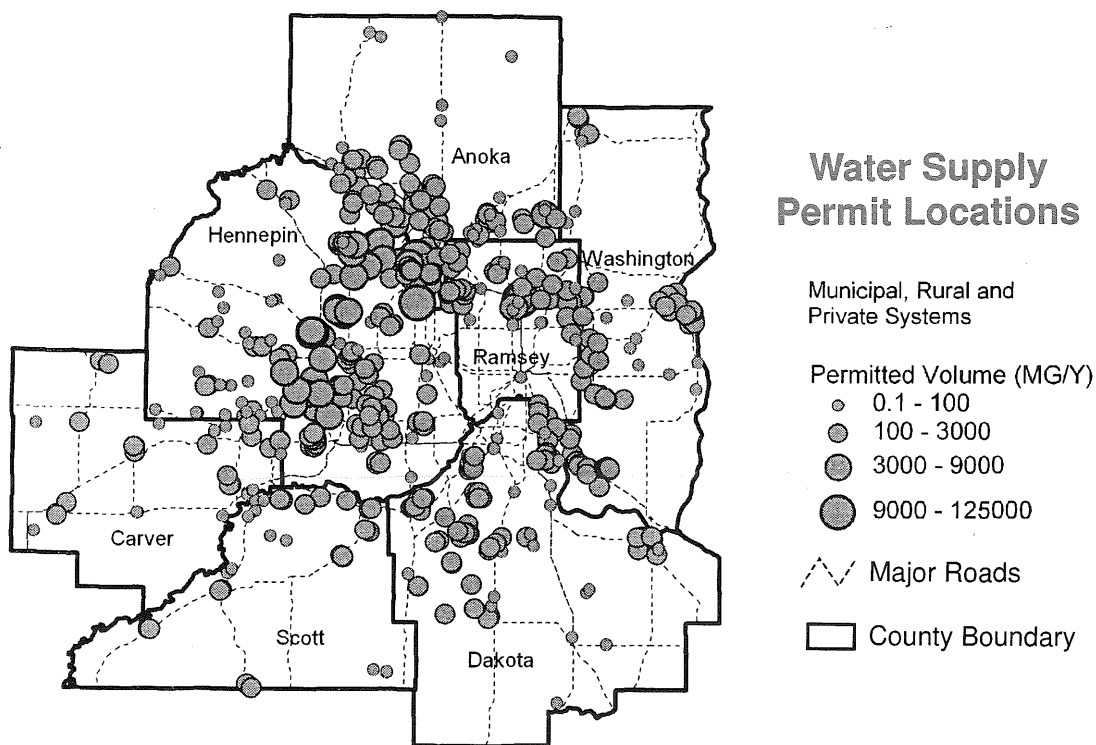 Anoka
Hennepin
Washington
Ramsey
Carver
Scott
Dakota
Water Supply
Permit Locations
Municipal, Rural and
Private Systems
Permitted Volume (MG/Y)
0.1 - 100
100 - 3000
3000 - 9000
9000 - 125000
Major Roads
County Boundary